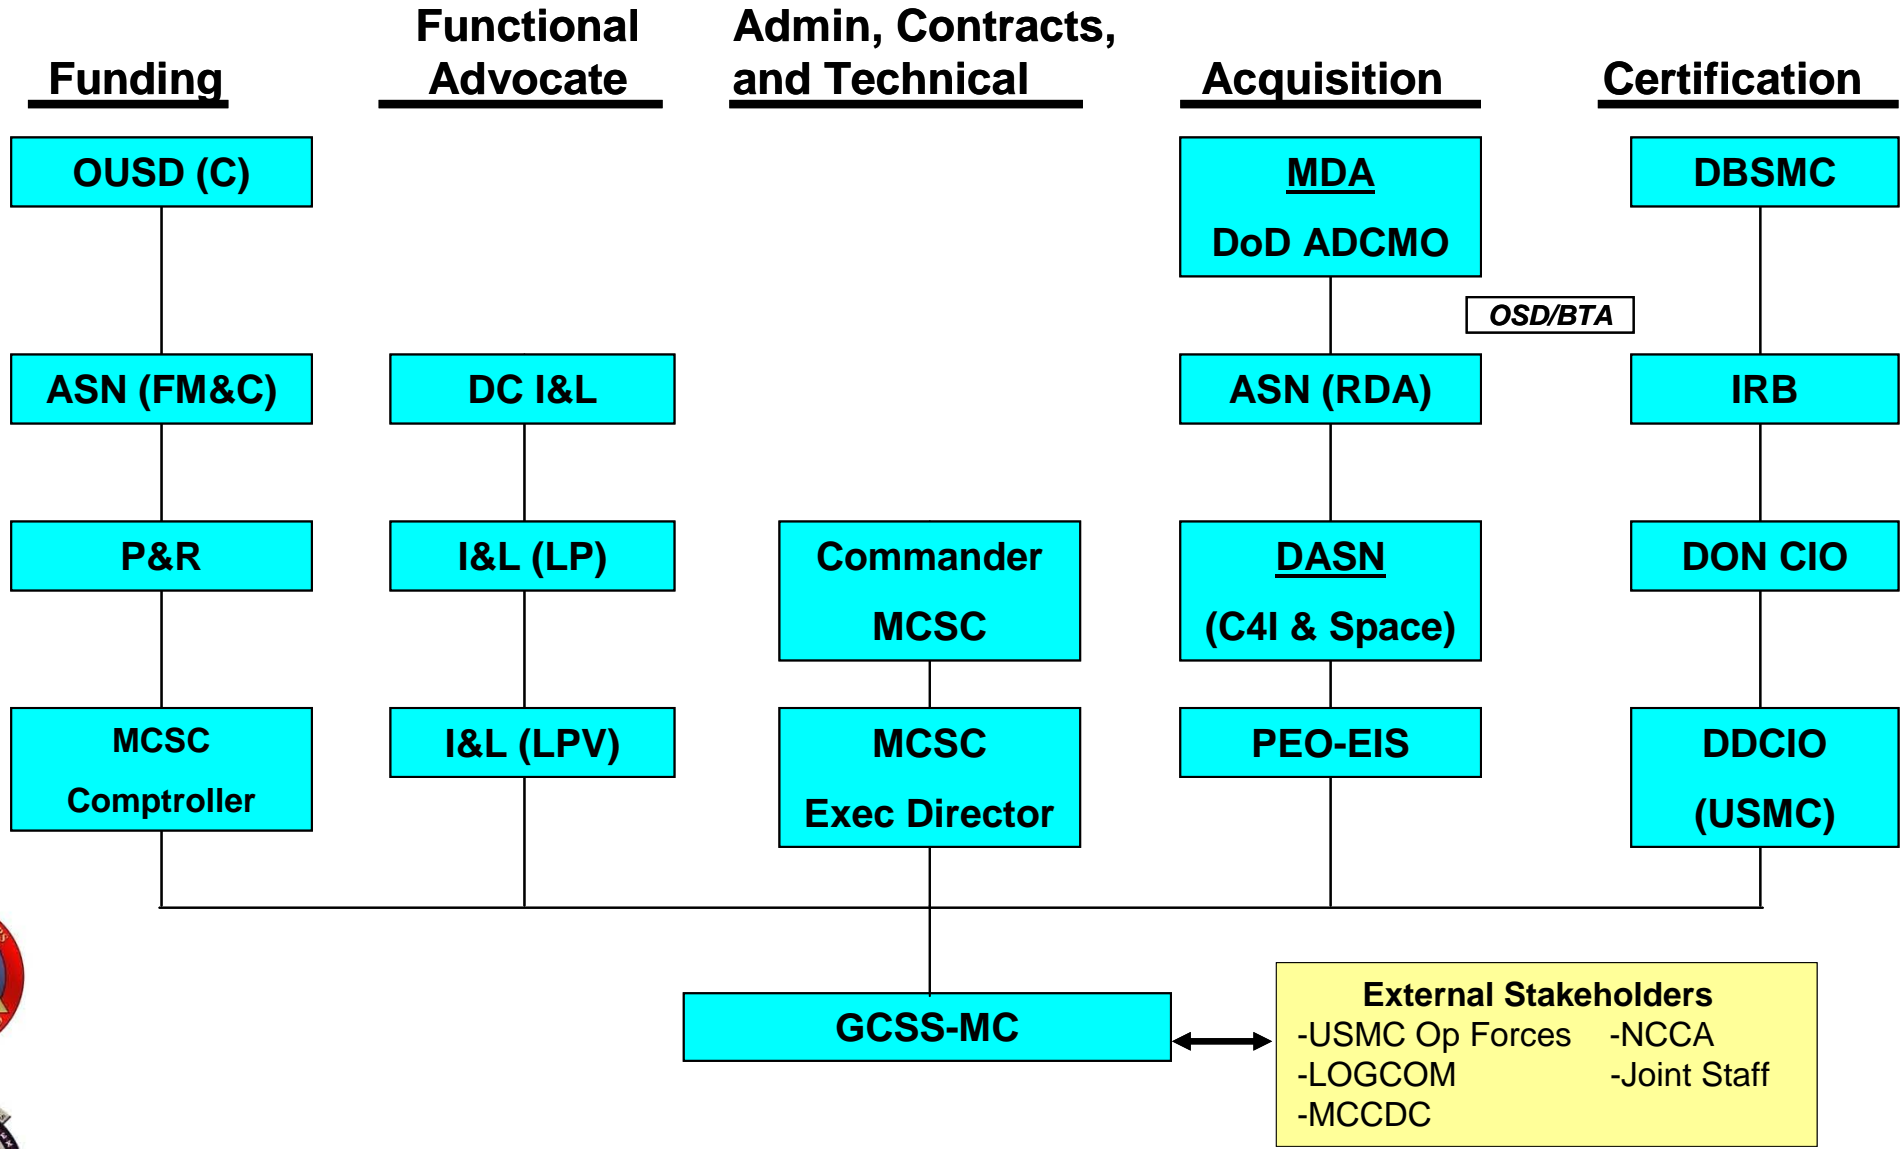 Functional
Advocate
Admin, Contracts,
and Technical
Funding
Acquisition
Certification
OUSD (C)
MDA
DoD ADCMO
DBSMC
OSD/BTA
ASN (FM&C)
DC I&L
ASN (RDA)
IRB
P&R
I&L (LP)
Commander
MCSC
DASN
(C4I & Space)
DON CIO
MCSC
Comptroller
I&L (LPV)
MCSC
Exec Director
PEO-EIS
DDCIO
(USMC)
GCSS-MC
External Stakeholders
-USMC Op Forces -NCCA
-LOGCOM -Joint Staff
-MCCDC